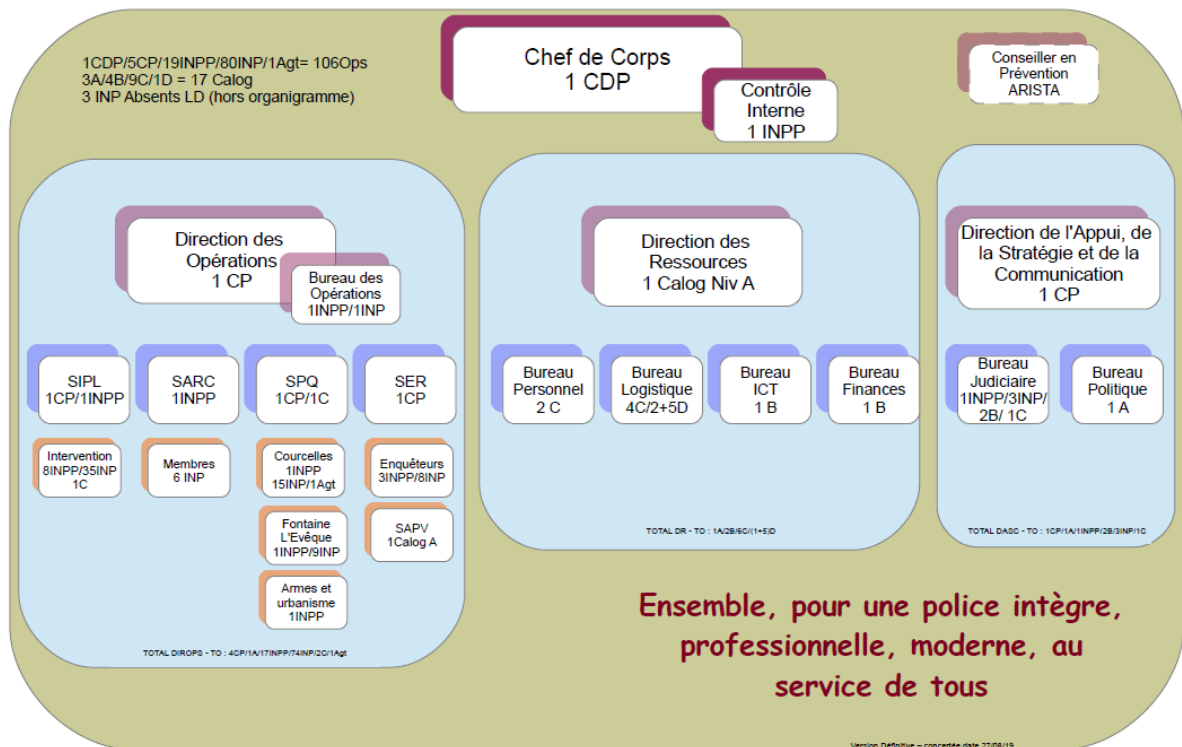 1CDP/5CP/19INPP/80INP/1Agt= 106Ops
3A/4B/9C/1D = 17 Calog
3 INP Absents LD (hors organigramme)
Chef de Corps
1 CDP
Contrôle
Interne
1 INPP
Conseiller en
Prévention
ARISTA
Direction des
Opérations
1 CP
Bureau des
Opérations
1INPP/1INP
SIPL
1CP/1INPP
SARC
1INPP
SPQ
1CP/1C
SER
1CP
Intervention
8INPP/35INP
1C
Membres
6 INP
Courcelles
1INPP
15INP/1Agt
Enquêteurs
3INPP/8INP
Fontaine
L'Evêque
1INPP/9INP
SAPV
1Calog A
Armes et
urbanisme
1INPP
TOTAL DIROPS - TO : 4CP/1A/17INPP/74INP/2C/1Agt
Direction des
Ressources
1 Calog Niv A
Bureau
Personnel
2 C
Bureau
Logistique
4C/2+5D
Bureau
ICT
1 B
Bureau
Finances
1 B
TOTAL DR - TO : 1A/2B/6C/(1+5)D
Direction de l'Appui, de
la Stratégie et de la
Communication
1 CP
Bureau
Judiciaire
1INPP/3INP/
2B/ 1C
Bureau
Politique
1 A
TOTAL DASC - TO : 1CP/1A/1INPP/2B/3INP/1C
Ensemble, pour une police intègre,
professionnelle, moderne, au
service de tous
Version Définitive – concertée date 27/08/19